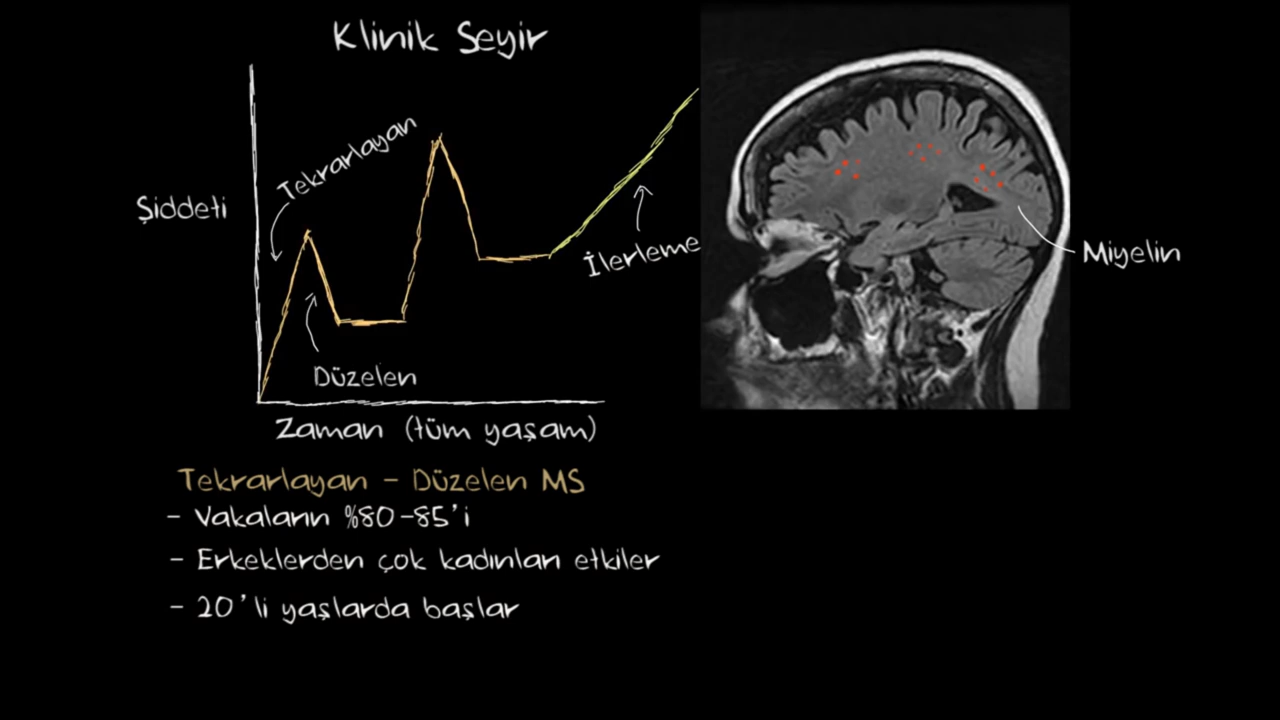 Klinik Seyir
Tekrarlayan
Şiddeti
İlerleme
Miyelin
Düzelen
Zaman (tüm yaşam)
Tekrarlayan - Düzelen MS
- Vakaların %80-85'i
- Erkeklerden çok kadınları etkiler
- 20'li yaşlarda başlar